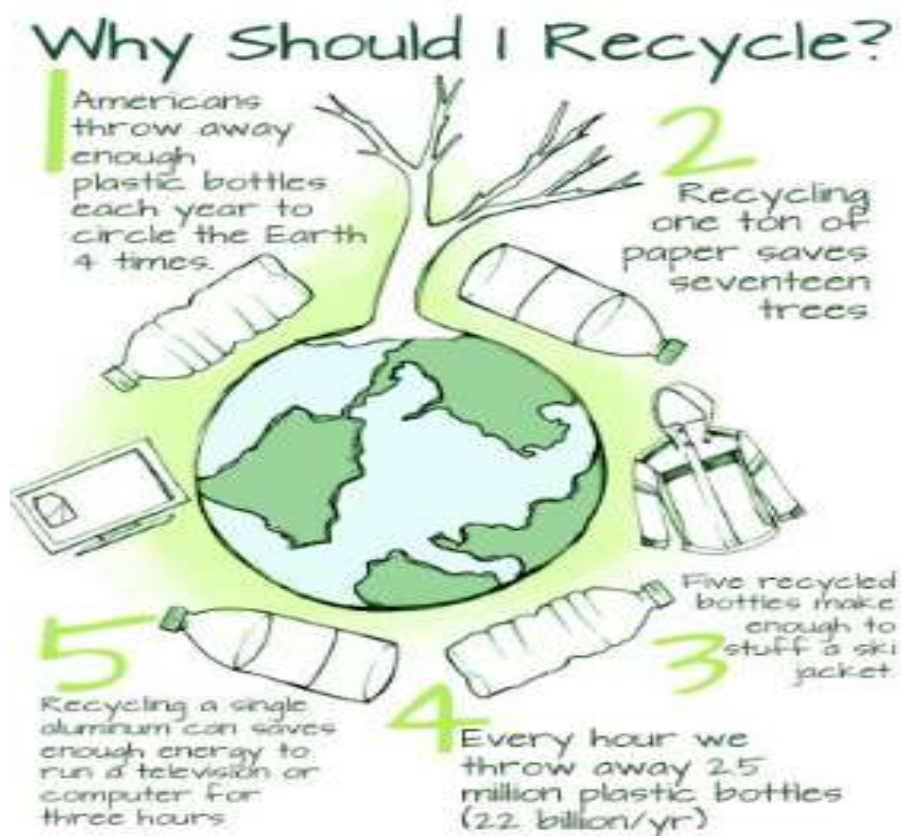 Why Should I Recycle?
1
Americans
throw away
enough
plastic bottles
each year to
circle the Earth
4 times.
2
Recycling
one ton of
paper saves
seventeen
trees
3
Five recycled
bottles make
enough to
stuff a ski
jacket
4
Every hour we
throw away 25
million plastic bottles
(22 billion/yr)
5
Recycling a single
aluminum can saves
enough energy to
run a television or
computer for
three hours